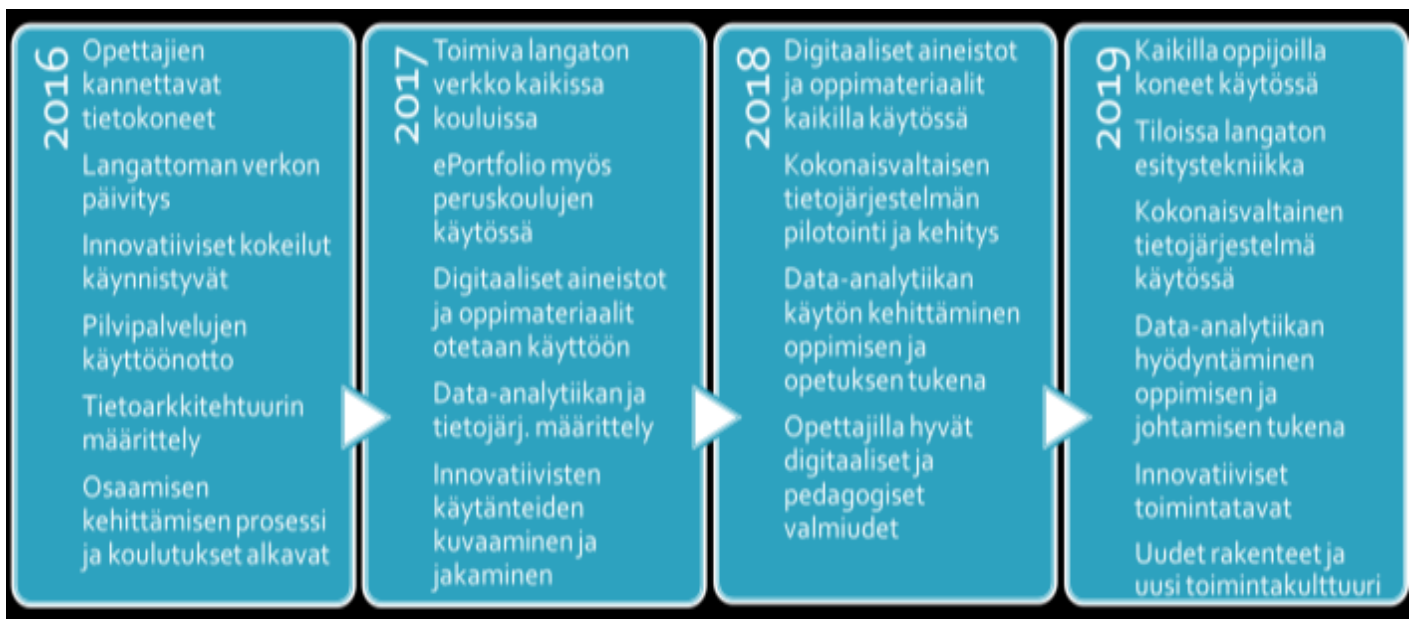 2016
Opettajien
kannettavat
tietokoneet
Langattoman verkon
päivitys
Innovatiiviset kokeilut
käynnistyvät
Pilvipalvelujen
käyttöönotto
Tietoarkkitehtuurin
määrittely
Osaamisen
kehittämisen prosessi
ja koulutukset alkavat
2017
Toimiva langaton
verkko kaikissa
kouluissa
ePortfolio myös
peruskoulujen
käytössä
Digitaaliset aineistot
ja oppimateriaalit
otetaan käyttöön
Data-analytiikan ja
tietojärj. määrittely
Innovatiivisten
käytänteiden
kuvaaminen ja
jakaminen
2018
Digitaaliset aineistot
ja oppimateriaalit
kaikilla käytössä
Kokonaisvaltaisen
tietojärjestelmän
pilotointi ja kehitys
Data-analytiikan
käytön kehittäminen
oppimisen ja
opetuksen tukena
Opettajilla hyvät
digitaaliset ja
pedagogiset
valmiudet
2019
Kaikilla oppijoilla
koneet käytössä
Tiloissa langaton
esitystekniikka
Kokonaisvaltainen
tietojärjestelmä
käytössä
Data-analytiikan
hyödyntäminen
oppimisen ja
johtamisen tukena
Innovatiiviset
toimintatavat
Uudet rakenteet ja
uusi toimintakulttuuri